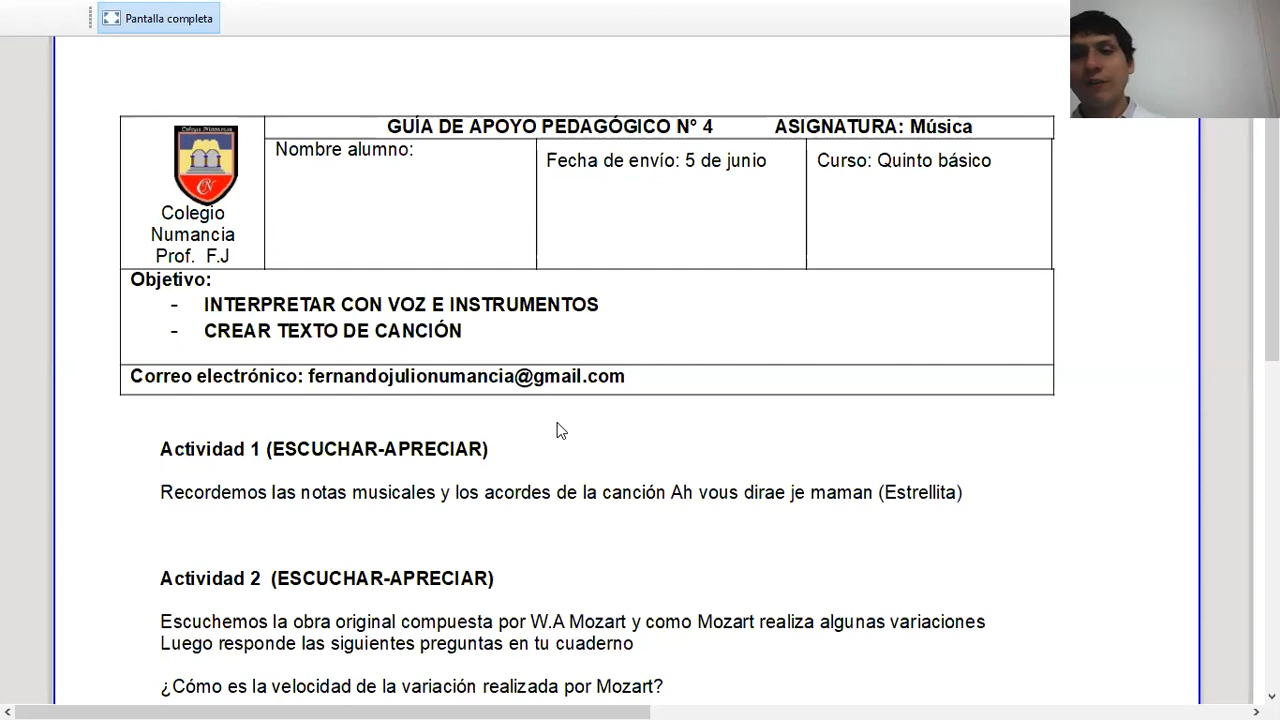 Pantalla completa
GUÍA DE APOYO PEDAGÓGICO N° 4 ASIGNATURA: Música
Nombre alumno:
Fecha de envío: 5 de junio
Curso: Quinto básico
Colegio
Numancia
Prof. F.J
Objetivo:
- INTERPRETAR CON VOZ E INSTRUMENTOS
- CREAR TEXTO DE CANCIÓN
Correo electrónico: fernandojulionumancia@gmail.com
Actividad 1 (ESCUCHAR-APRECIAR)
Recordemos las notas musicales y los acordes de la canción Ah vous dirae je maman (Estrellita)
Actividad 2 (ESCUCHAR-APRECIAR)
Escuchemos la obra original compuesta por W.A Mozart y como Mozart realiza algunas variaciones
Luego responde las siguientes preguntas en tu cuaderno
¿Cómo es la velocidad de la variación realizada por Mozart?